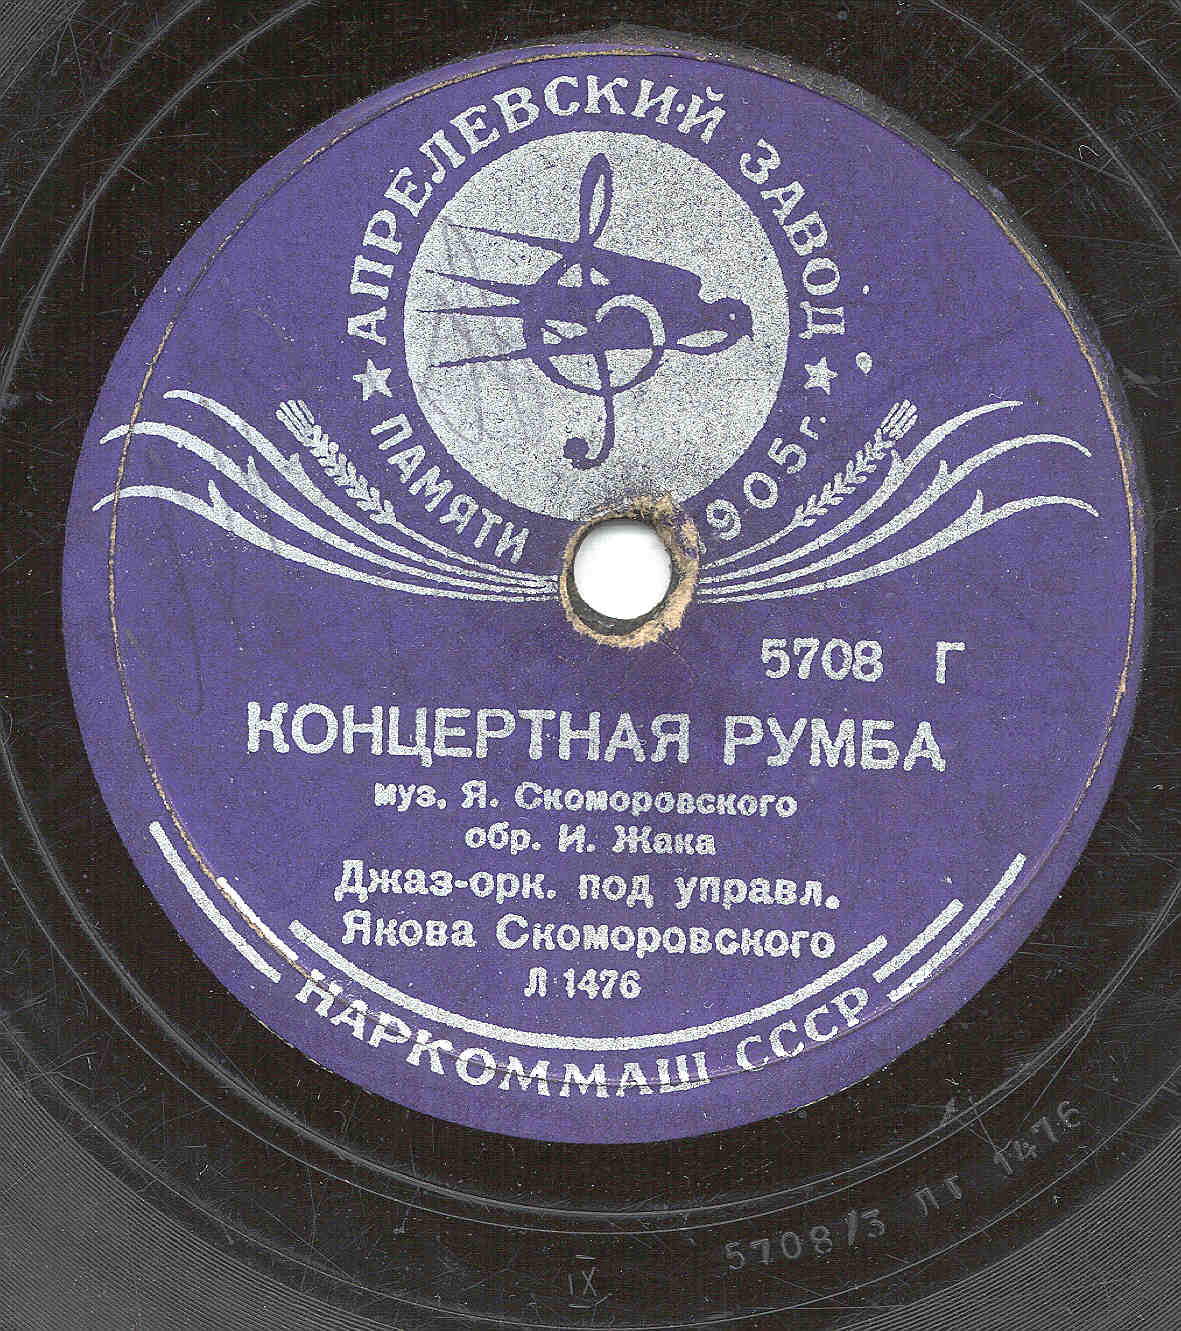 АПРЕЛЕВСКИЙ ЗАВОД
ПАМЯТИ 1905 г.
5708 Г
КОНЦЕРТНАЯ РУМБА
муз. Я. Скоморовского
обр. И. Жака
Джаз-орк. под управл.
Якова Скоморовского
Л 1476
НАРКОММАШ СССР
5708/3 ЛГ 1476
IX